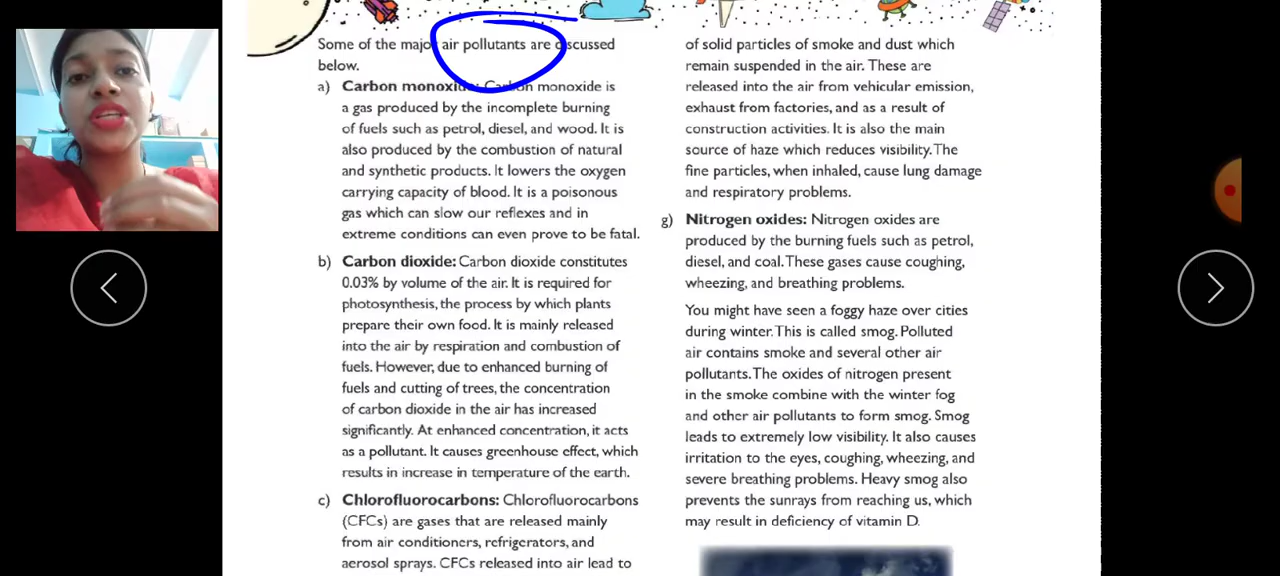 Some of the major air pollutants are discussed
below.
a) Carbon monoxide: Carbon monoxide is
a gas produced by the incomplete burning
of fuels such as petrol, diesel, and wood. It is
also produced by the combustion of natural
and synthetic products. It lowers the oxygen
carrying capacity of blood. It is a poisonous
gas which can slow our reflexes and in
extreme conditions can even prove to be fatal.
b) Carbon dioxide: Carbon dioxide constitutes
0.03% by volume of the air. It is required for
photosynthesis, the process by which plants
prepare their own food. It is mainly released
into the air by respiration and combustion of
fuels. However, due to enhanced burning of
fuels and cutting of trees, the concentration
of carbon dioxide in the air has increased
significantly. At enhanced concentration, it acts
as a pollutant. It causes greenhouse effect, which
results in increase in temperature of the earth.
c) Chlorofluorocarbons: Chlorofluorocarbons
(CFCs) are gases that are released mainly
from air conditioners, refrigerators, and
aerosol sprays. CFCs released into air lead to
of solid particles of smoke and dust which
remain suspended in the air. These are
released into the air from vehicular emission,
exhaust from factories, and as a result of
construction activities. It is also the main
source of haze which reduces visibility. The
fine particles, when inhaled, cause lung damage
and respiratory problems.
g) Nitrogen oxides: Nitrogen oxides are
produced by the burning fuels such as petrol,
diesel, and coal. These gases cause coughing,
wheezing, and breathing problems.
You might have seen a foggy haze over cities
during winter. This is called smog. Polluted
air contains smoke and several other air
pollutants. The oxides of nitrogen present
in the smoke combine with the winter fog
and other air pollutants to form smog. Smog
leads to extremely low visibility. It also causes
irritation to the eyes, coughing, wheezing, and
severe breathing problems. Heavy smog also
prevents the sunrays from reaching us, which
may result in deficiency of vitamin D.